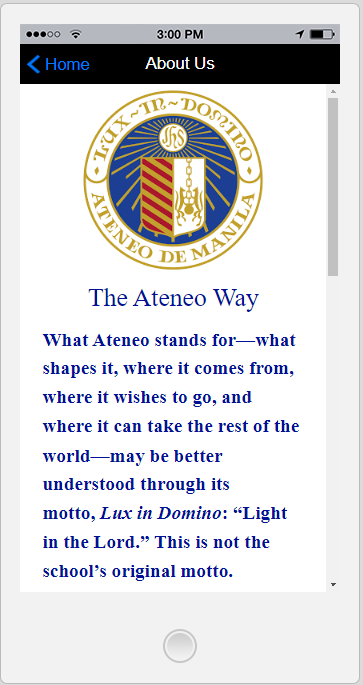 3:00 PM
Home
About Us
LUX~IN~DOMINO
JHS
ATENEO DE MANILA
The Ateneo Way
What Ateneo stands for—what
shapes it, where it comes from,
where it wishes to go, and
where it can take the rest of the
world—may be better
understood through its
motto, Lux in Domino: “Light
in the Lord.” This is not the
school’s original motto.